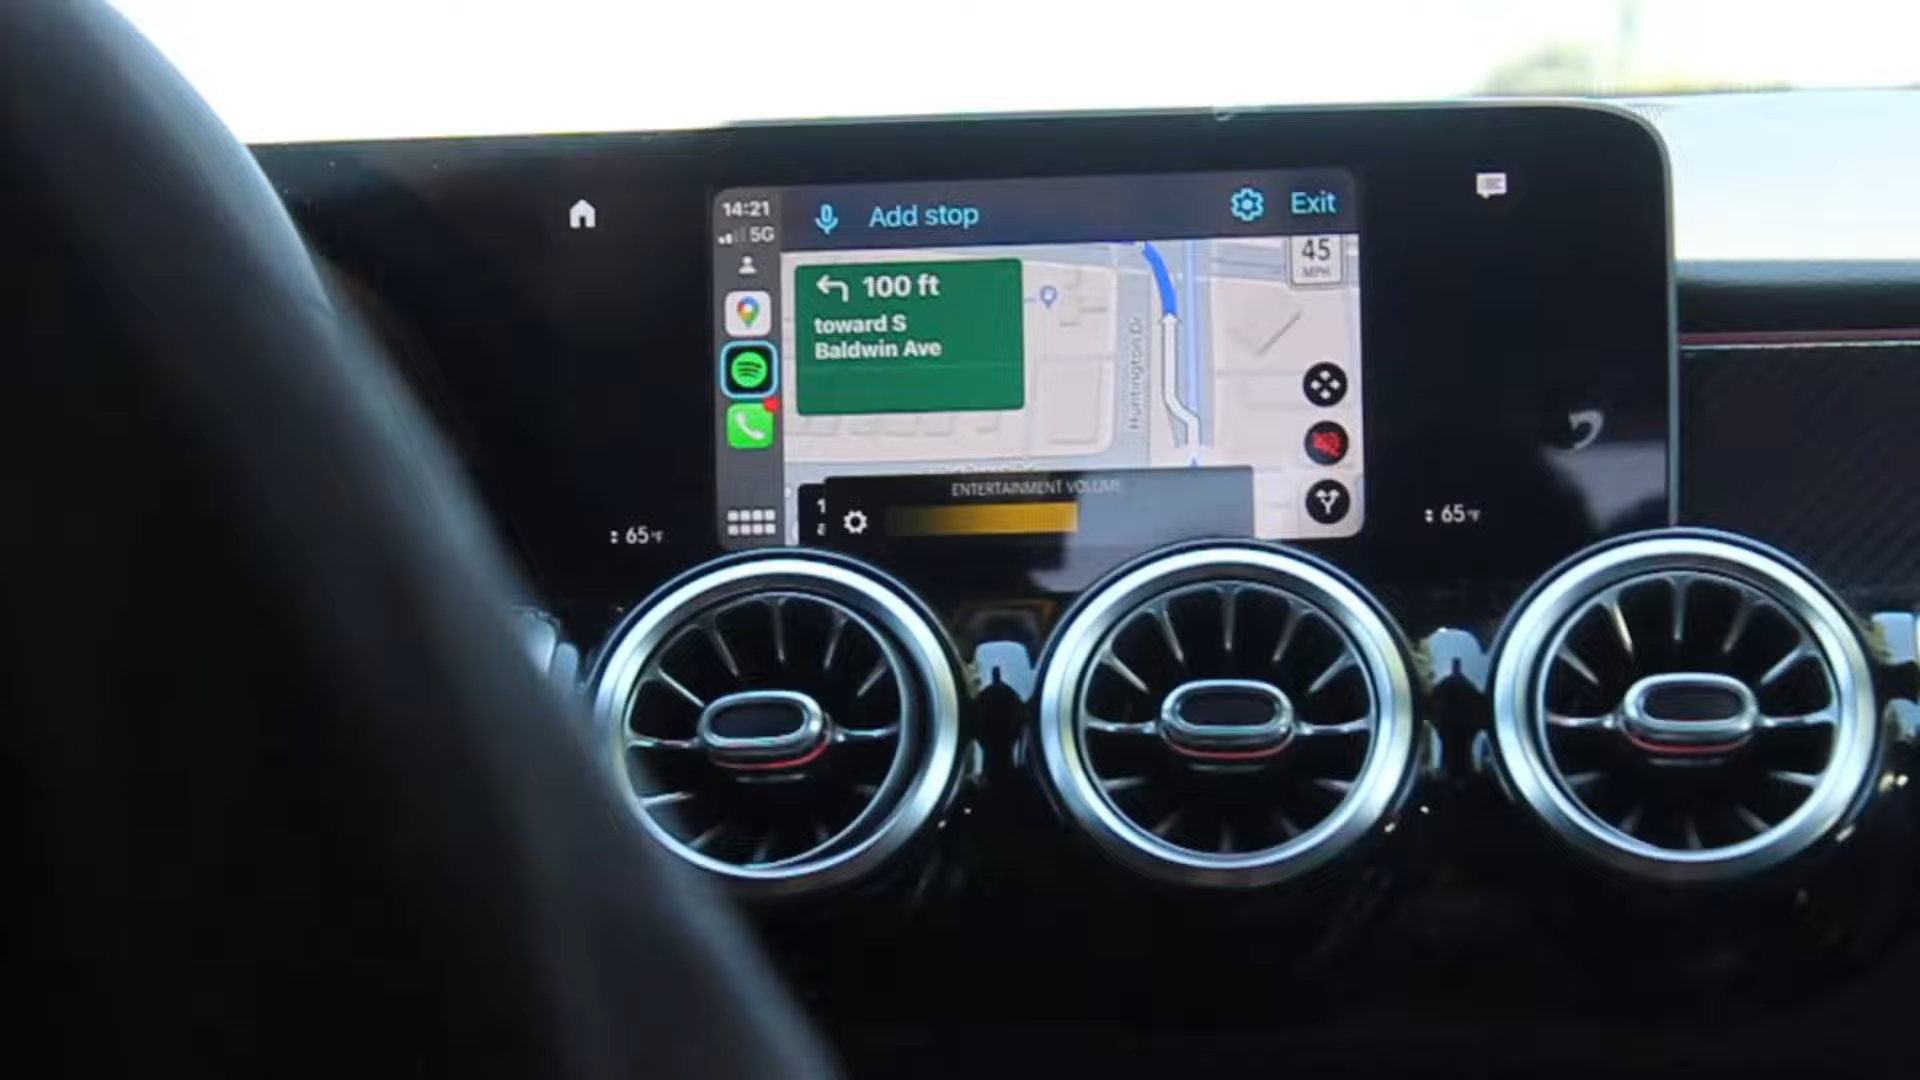 14:21
5G
Add stop
Exit
45
MPH
100 ft
toward S
Baldwin Ave
Huntington Dr
ENTERTAINMENT VOLUME
65°F
65°F